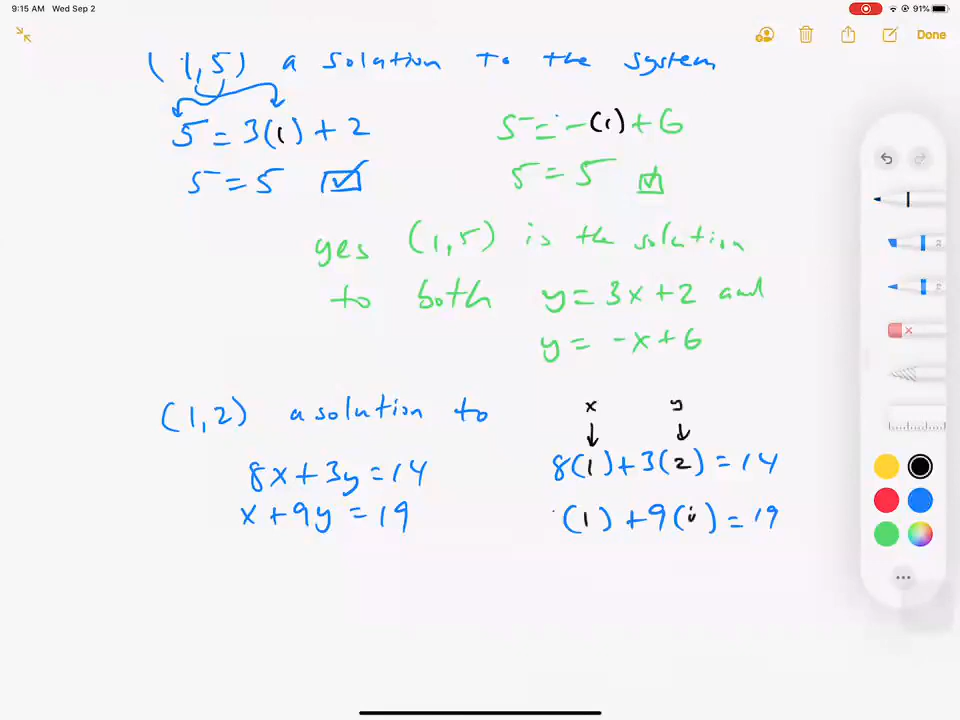 9:15 AM Wed Sep 2 91%
Done
(1,5) a solution to the system
5 = 3(1) + 2
5 = -(1) + 6
5 = 5
5 = 5
yes (1,5) is the solution
to both y = 3x + 2 and
y = -x + 6
(1,2) a solution to
x y
8x + 3y = 14
8(1) + 3(2) = 14
x + 9y = 19
(1) + 9( ) = 19